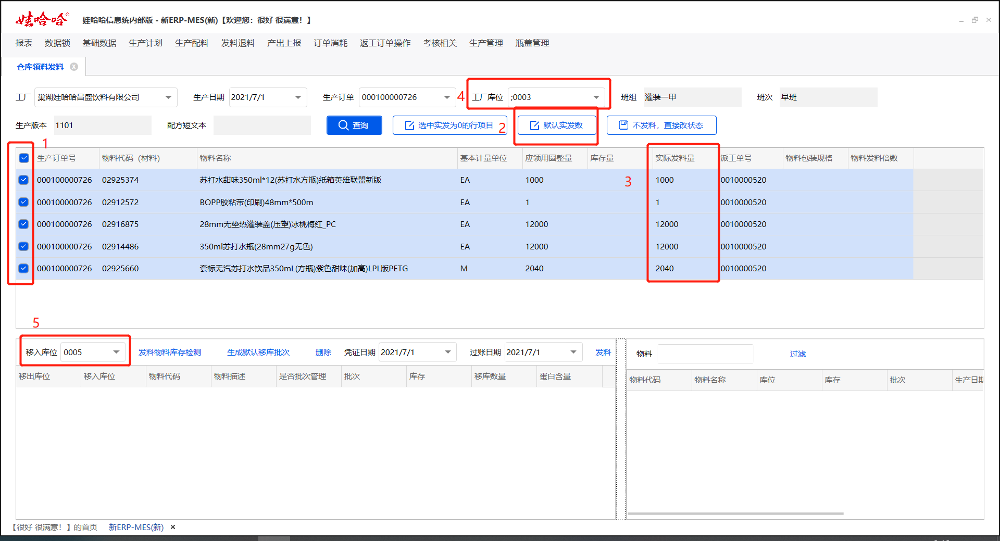 娃哈哈®
娃哈哈信息统内部版 - 新ERP-MES(新)【欢迎您：很好 很满意！】
报表 数据锁 基础数据 生产计划 生产配料 发料退料 产出上报 订单消耗 返工订单操作 考核相关 生产管理 瓶盖管理
仓库领料发料
工厂 巢湖娃哈哈昌盛饮料有限公司 生产日期 2021/7/1 生产订单 000100000726 4 工厂库位 ;0003 班组 灌装一甲 班次 早班
生产版本 1101 配方短文本 查询 选中实发为0的行项目 2 默认实发数 不发料，直接改状态
1
生产订单号 物料代码（材料） 物料名称 基本计量单位 应领用圆整量 库存量 实际发料量 派工单号 物料包装规格 物料发料倍数
000100000726 02925374 苏打水甜味350ml*12(苏打水方瓶)纸箱英雄联盟新版 EA 1000 3 1000 0010000520
000100000726 02912572 BOPP胶粘带(印刷)48mm*500m EA 1 1 0010000520
000100000726 02916875 28mm无垫热灌装盖(压塑)冰桃梅红_PC EA 12000 12000 0010000520
000100000726 02914486 350ml苏打水瓶(28mm27g无色) EA 12000 12000 0010000520
000100000726 02925660 套标无汽苏打水饮品350mL(方瓶)紫色甜味(加高)LPL版PETG M 2040 2040 0010000520
5
移入库位 0005 发料物料库存检测 生成默认移库批次 删除 凭证日期 2021/7/1 过账日期 2021/7/1 发料 物料 过滤
移出库位 移入库位 物料代码 物料描述 是否批次管理 批次 库存 移库数量 蛋白含量
物料代码 物料名称 库位 库存 批次 生产日期
【很好 很满意！】的首页 新ERP-MES(新) ×